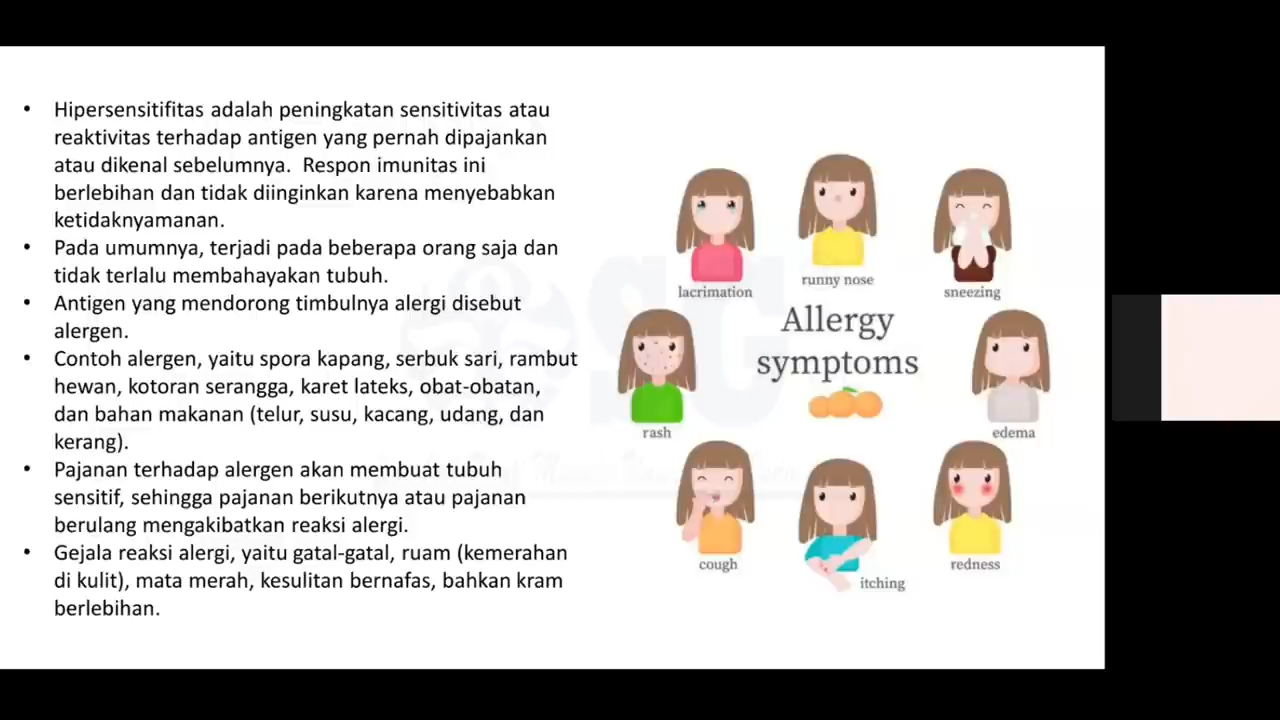 • Hipersensitifitas adalah peningkatan sensitivitas atau
reaktivitas terhadap antigen yang pernah dipajankan
atau dikenal sebelumnya. Respon imunitas ini
berlebihan dan tidak diinginkan karena menyebabkan
ketidaknyamanan.
• Pada umumnya, terjadi pada beberapa orang saja dan
tidak terlalu membahayakan tubuh.
• Antigen yang mendorong timbulnya alergi disebut
alergen.
• Contoh alergen, yaitu spora kapang, serbuk sari, rambut
hewan, kotoran serangga, karet lateks, obat-obatan,
dan bahan makanan (telur, susu, kacang, udang, dan
kerang).
• Pajanan terhadap alergen akan membuat tubuh
sensitif, sehingga pajanan berikutnya atau pajanan
berulang mengakibatkan reaksi alergi.
• Gejala reaksi alergi, yaitu gatal-gatal, ruam (kemerahan
di kulit), mata merah, kesulitan bernafas, bahkan kram
berlebihan.
lacrimation
runny nose
sneezing
Allergy
symptoms
rash
edema
cough
itching
redness